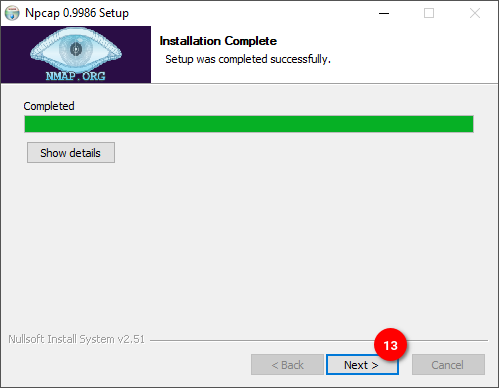 Npcap 0.9986 Setup
NMAP.ORG
Installation Complete
Setup was completed successfully.
Completed
Show details
Nullsoft Install System v2.51
13
< Back
Next >
Cancel